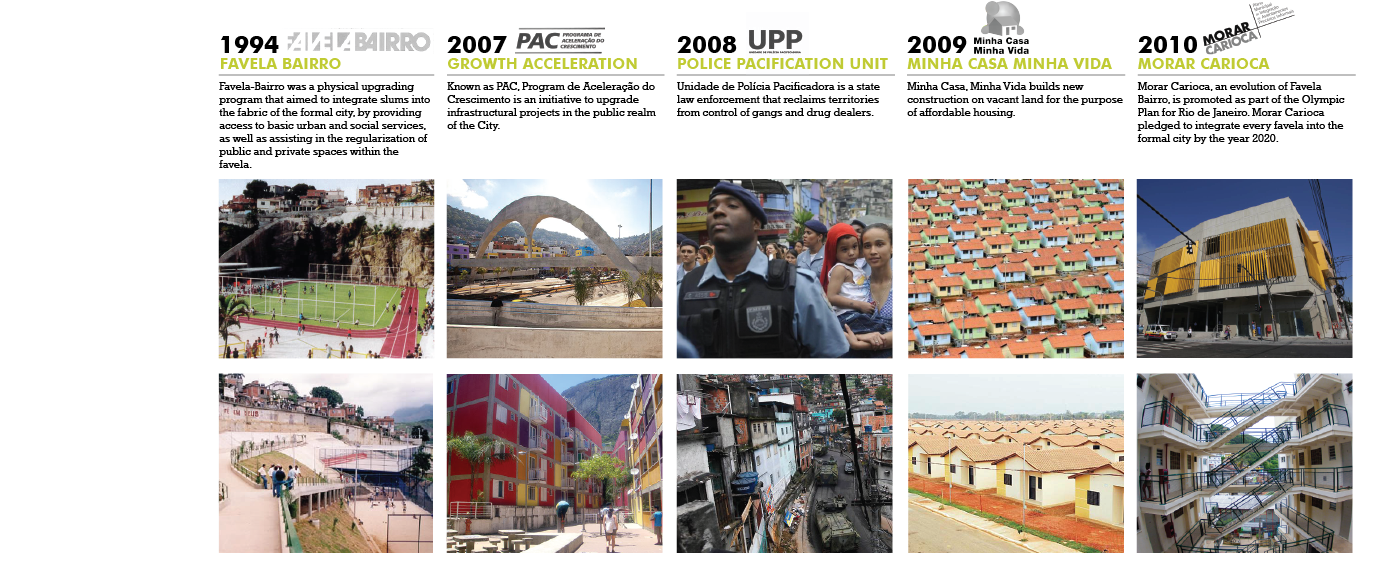 1994 FAVELA BAIRRO
FAVELA BAIRRO
Favela-Bairro was a physical upgrading
program that aimed to integrate slums into
the fabric of the formal city, by providing
access to basic urban and social services,
as well as assisting in the regularization of
public and private spaces within the
favela.
2007 PAC PROGRAMA DE
ACELERAÇÃO DO
CRESCIMENTO
GROWTH ACCELERATION
Known as PAC, Program de Aceleração do
Crescimento is an initiative to upgrade
infrastructural projects in the public realm
of the City.
2008 UPP
UNIDADE DE POLÍCIA PACIFICADORA
POLICE PACIFICATION UNIT
Unidade de Polícia Pacificadora is a state
law enforcement that reclaims territories
from control of gangs and drug dealers.
2009 Minha Casa
Minha Vida
MINHA CASA MINHA VIDA
Minha Casa, Minha Vida builds new
construction on vacant land for the purpose
of affordable housing.
2010 MORAR
CARIOCA
MORAR CARIOCA
Morar Carioca, an evolution of Favela
Bairro, is promoted as part of the Olympic
Plan for Rio de Janeiro. Morar Carioca
pledged to integrate every favela into the
formal city by the year 2020.